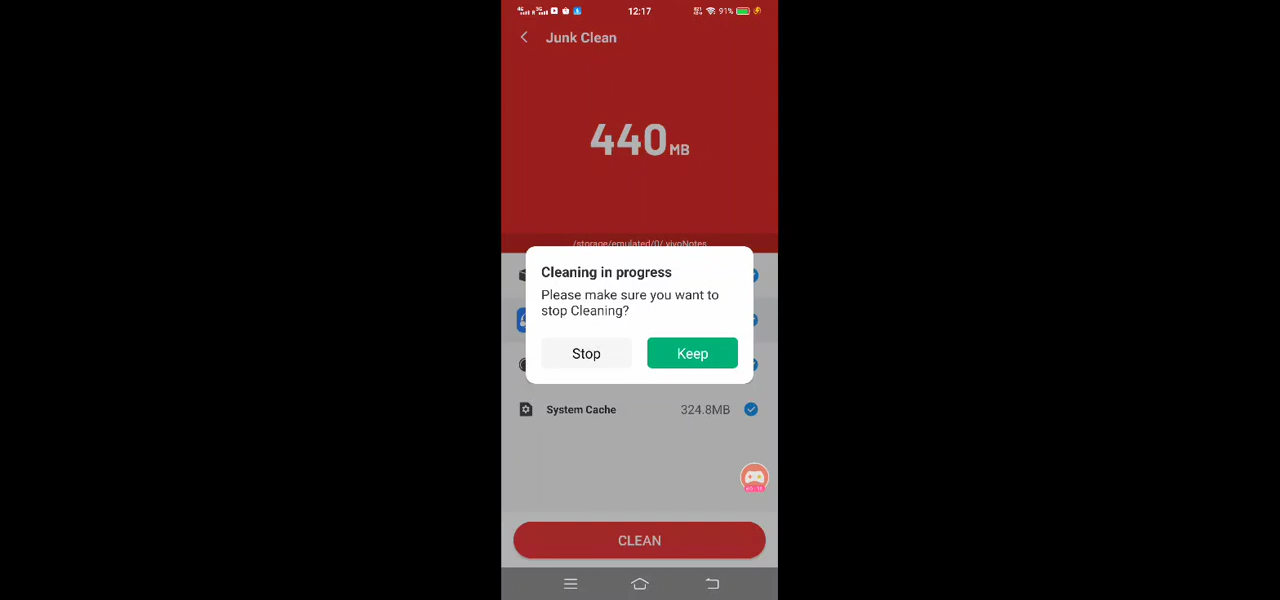 12:17
91%
Junk Clean
440 MB
/storage/emulated/0/.vivoNotes
Cleaning in progress
Please make sure you want to
stop Cleaning?
Stop
Keep
System Cache
324.8MB
CLEAN